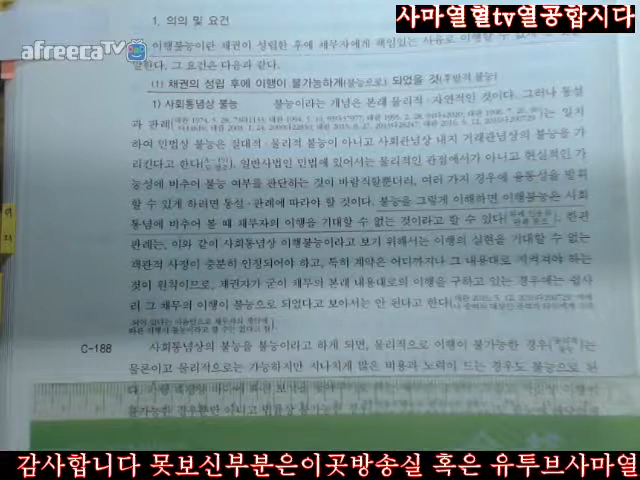 사마열혈tv열공합시다
afreecaTV
1. 의의 및 요건
이행불능이란 채권이 성립한 후에 채무자에게 책임있는 사유로 이행할 수 없게
말한다. 그 요건은 다음과 같다.
(1) 채권의 성립 후에 이행이 불가능하게(불능으로) 되었을 것(후발적 불능)
1) 사회통념상 불능 불능이라는 개념은 본래 물리적·자연적인 것이다. 그러나 통설
과 판례는 일치
하여 민법상 불능은 절대적·물리적 불능이 아니고 사회관념상 내지 거래관념상의 불능을 가
리킨다고 한다. 일반사법인 민법에 있어서는 물리적인 관점에서가 아니고 현실적인 가
능성에 비추어 불능 여부를 판단하는 것이 바람직할뿐더러, 여러 가지 경우에 융통성을 발휘
할 수 있게 하려면 통설·판례에 따라야 할 것이다. 불능을 그렇게 이해하면 이행불능은 사회
통념에 비추어 볼 때 채무자의 이행을 기대할 수 없는 것이라고 할 수 있다. 한편
판례는, 이와 같이 사회통념상 이행불능이라고 보기 위해서는 이행의 실현을 기대할 수 없는
객관적 사정이 충분히 인정되어야 하고, 특히 계약은 어디까지나 그 내용대로 지켜져야 하는
것이 원칙이므로, 채권자가 굳이 채무의 본래 내용대로의 이행을 구하고 있는 경우에는 쉽사
리 그 채무의 이행이 불능으로 되었다고 보아서는 안 된다고 한다
C-188
사회통념상의 불능을 불능이라고 하게 되면, 물리적으로 이행이 불가능한 경우는
물론이고 물리적으로는 가능하지만 지나치게 많은 비용과 노력이 드는 경우도 불능으로 된
다.
감사합니다 못보신부분은이곳방송실 혹은 유투브사마열